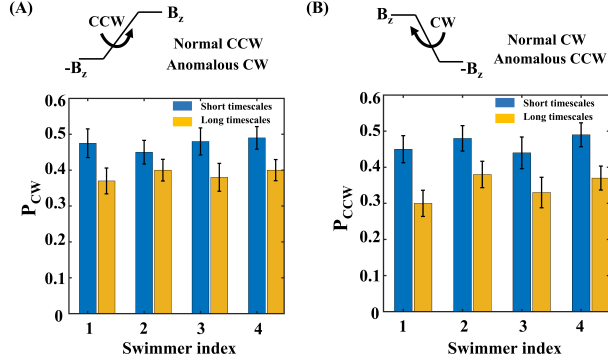 (A)
CCW
B_z
-B_z
Normal CCW
Anomalous CW
Short timescales
Long timescales
P_CW
0.6
0.5
0.4
0.3
0.2
0.1
0
1 2 3 4
Swimmer index
(B)
B_z
CW
-B_z
Normal CW
Anomalous CCW
Short timescales
Long timescales
P_CCW
0.6
0.5
0.4
0.3
0.2
0.1
0
1 2 3 4
Swimmer index